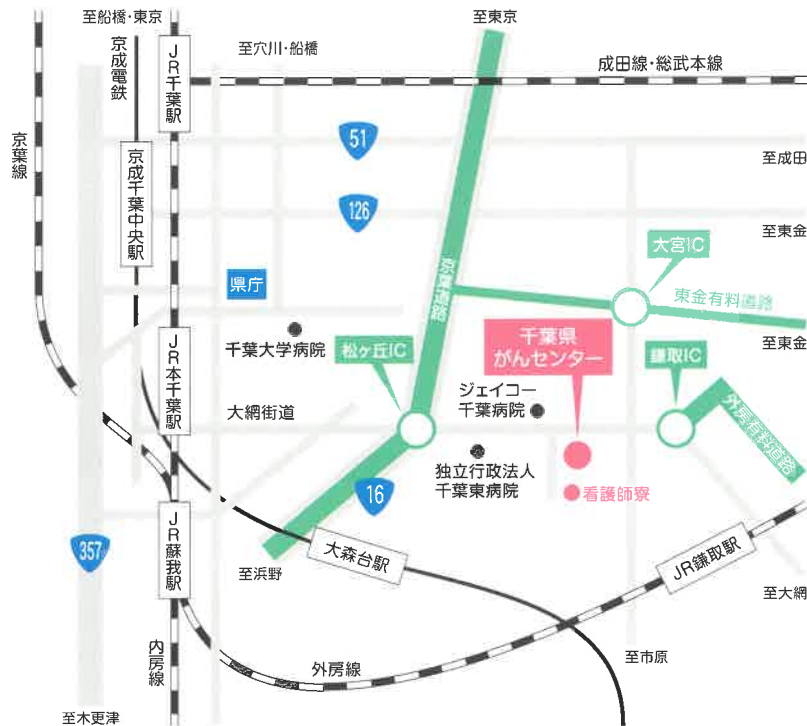 至船橋・東京
至東京
京成電鉄
JR千葉駅
至穴川・船橋
成田線・総武本線
京葉線
51
至成田
京成千葉中央駅
126
至東金
大宮IC
県庁
京葉道路
東金有料道路
千葉大学病院
松ヶ丘IC
千葉県
がんセンター
鎌取IC
至東金
JR本千葉駅
大網街道
ジェイコー
千葉病院
外房有料道路
独立行政法人
千葉東病院
16
看護師寮
JR蘇我駅
357
大森台駅
JR鎌取駅
至浜野
至大網
内房線
外房線
至市原
至木更津